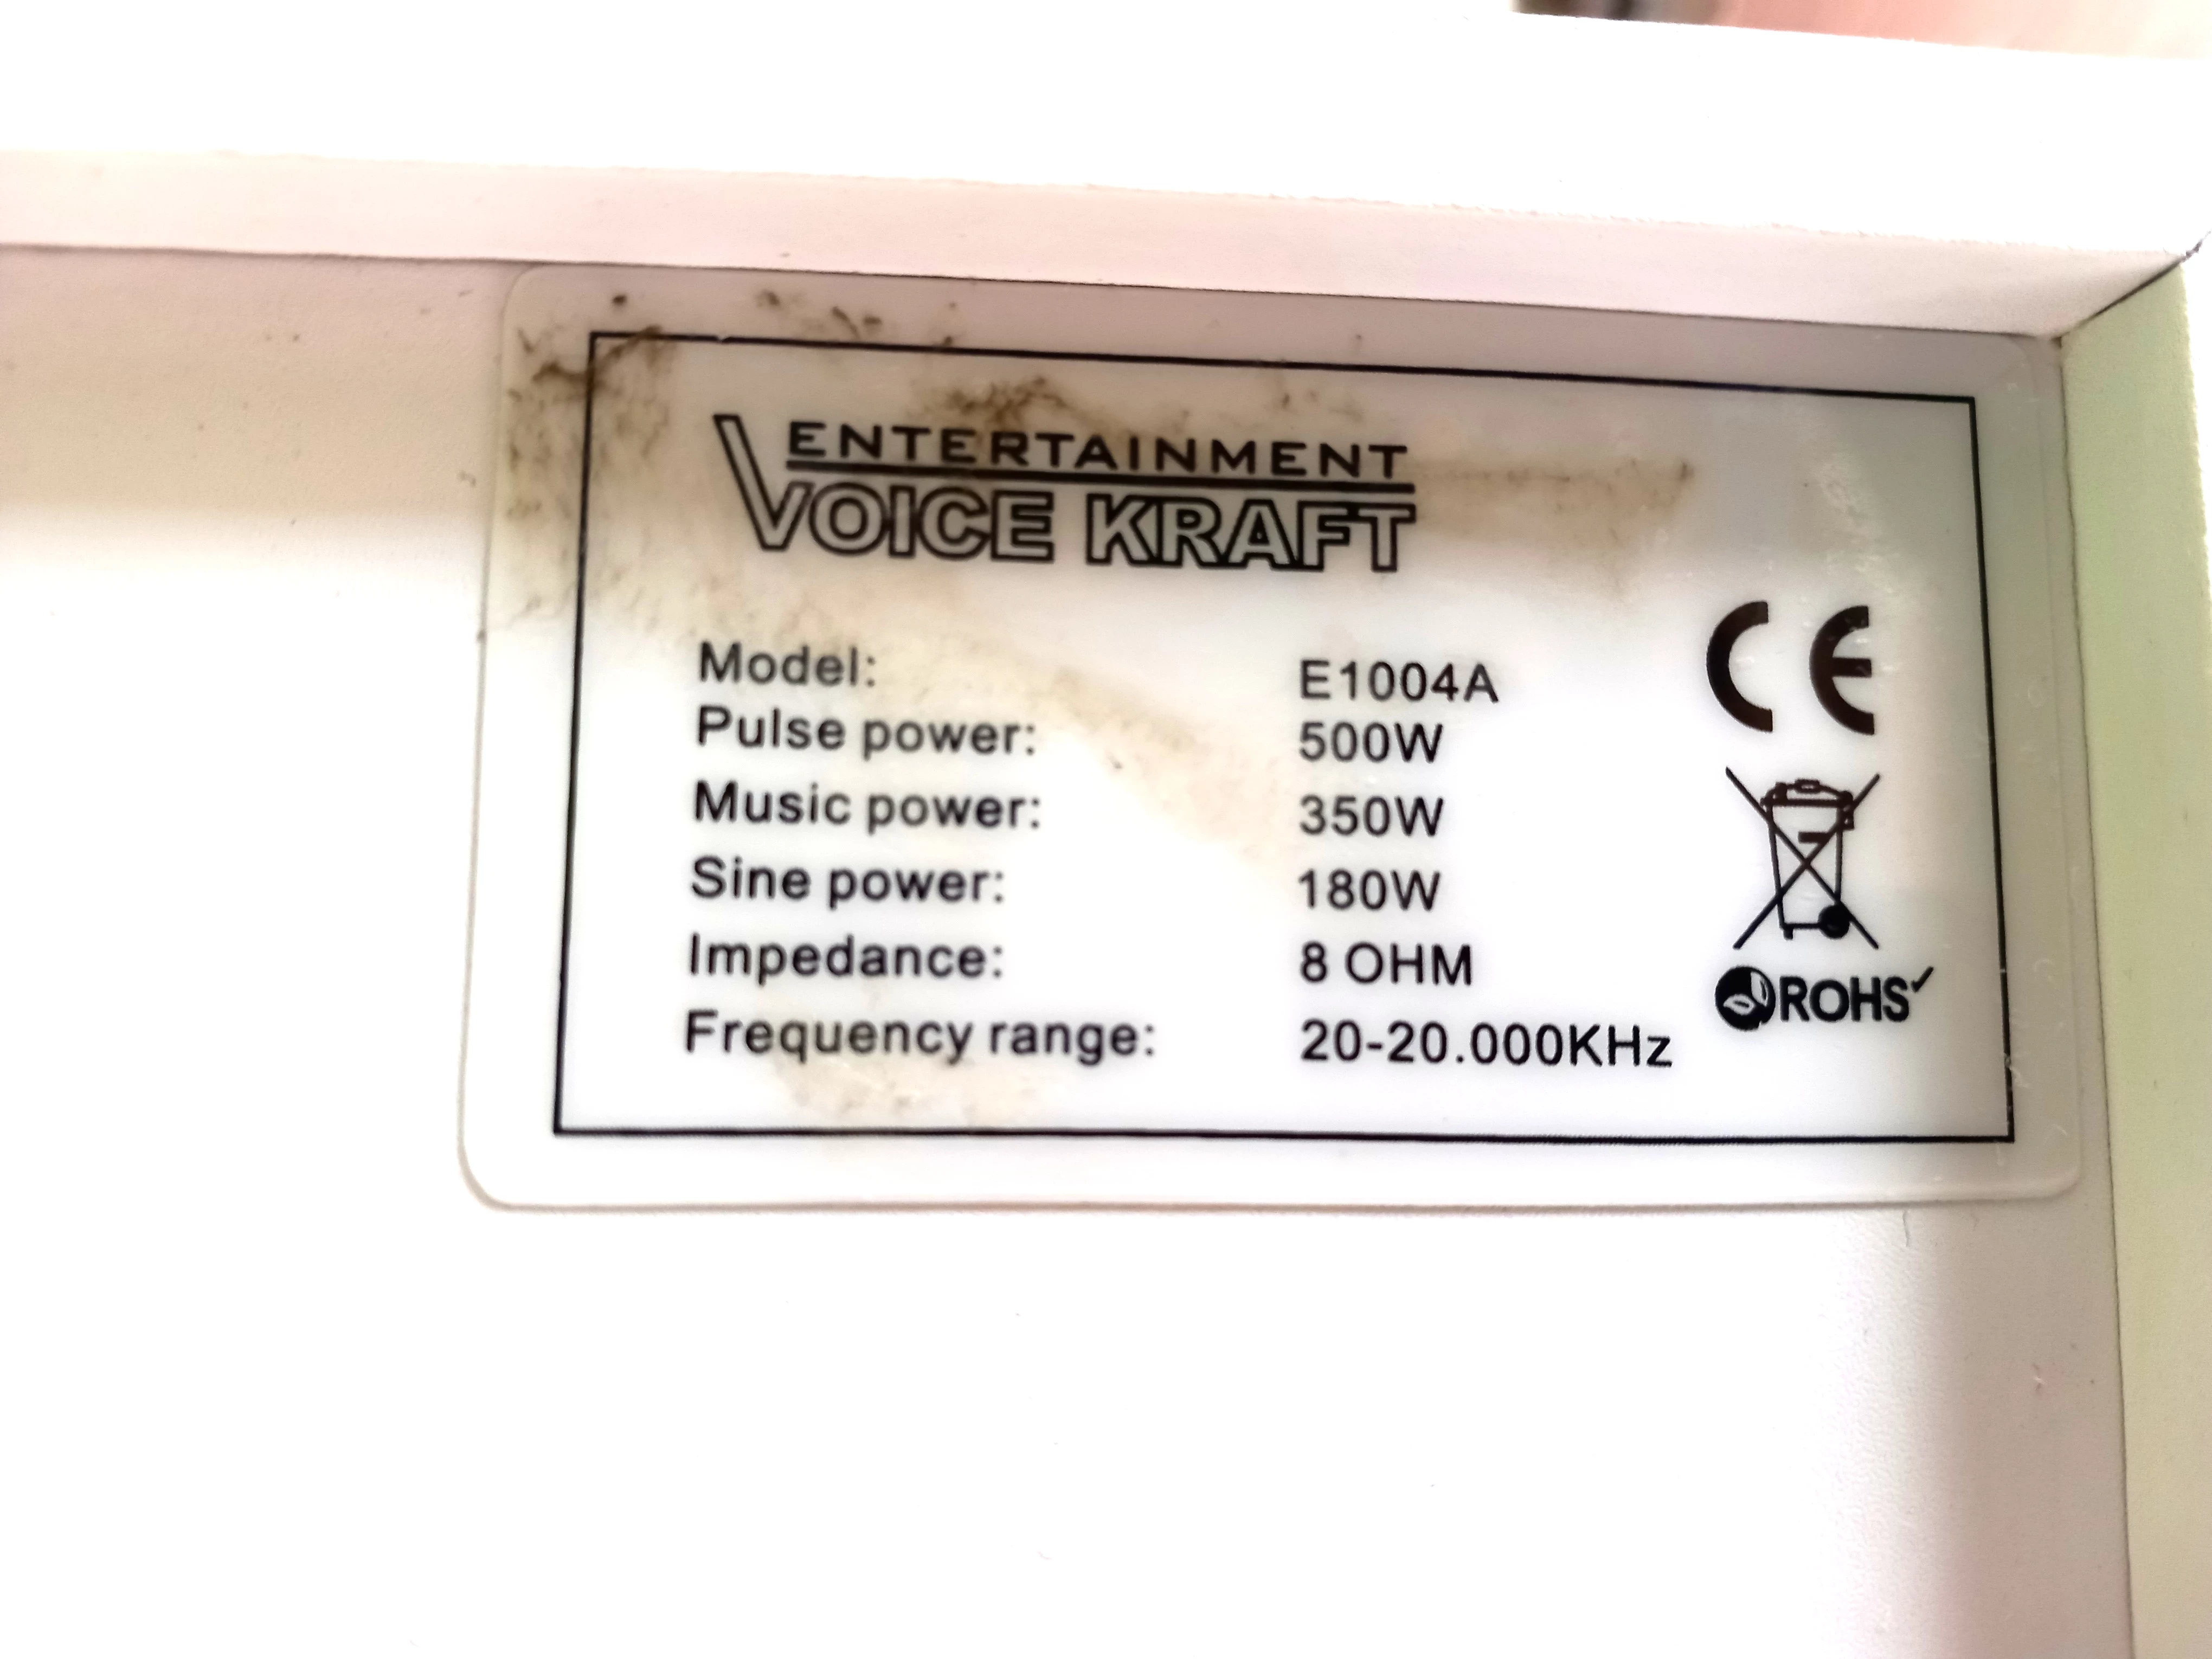 ENTERTAINMENT
VOICE KRAFT
Model: E1004A
Pulse power: 500W
Music power: 350W
Sine power: 180W
Impedance: 8 OHM
Frequency range: 20-20.000KHz
CE
ROHS